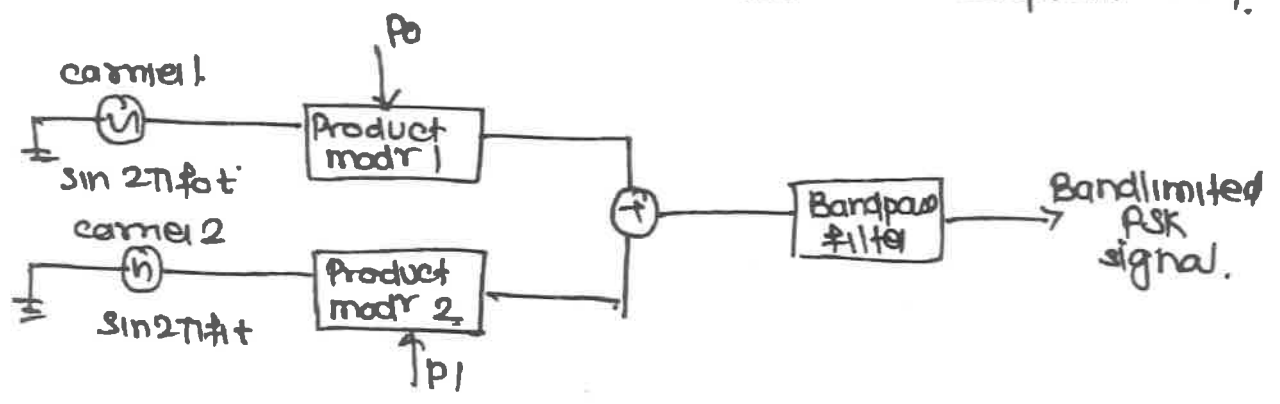 P0
carrier 1
Product
modr 1
sin 2πf0t
Bandpass
filter
Bandlimited
FSK
signal.
carrier 2
Product
modr 2
sin2πf1t
P1